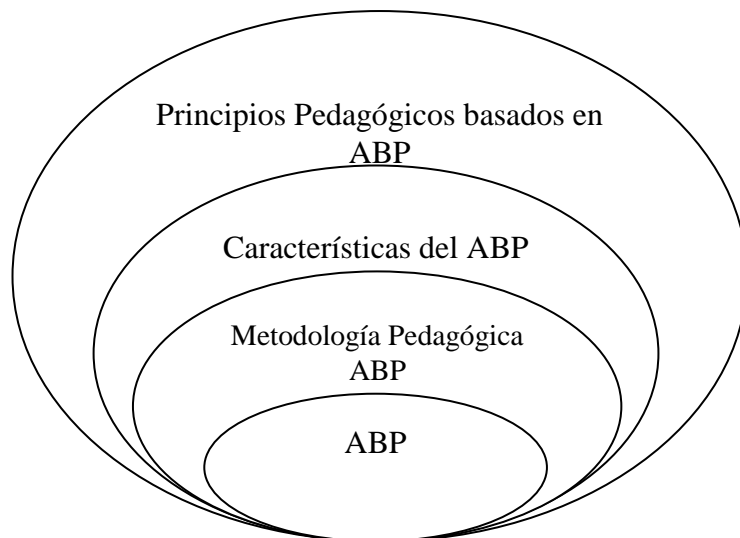 Principios Pedagógicos basados en
ABP
Características del ABP
Metodología Pedagógica
ABP
ABP